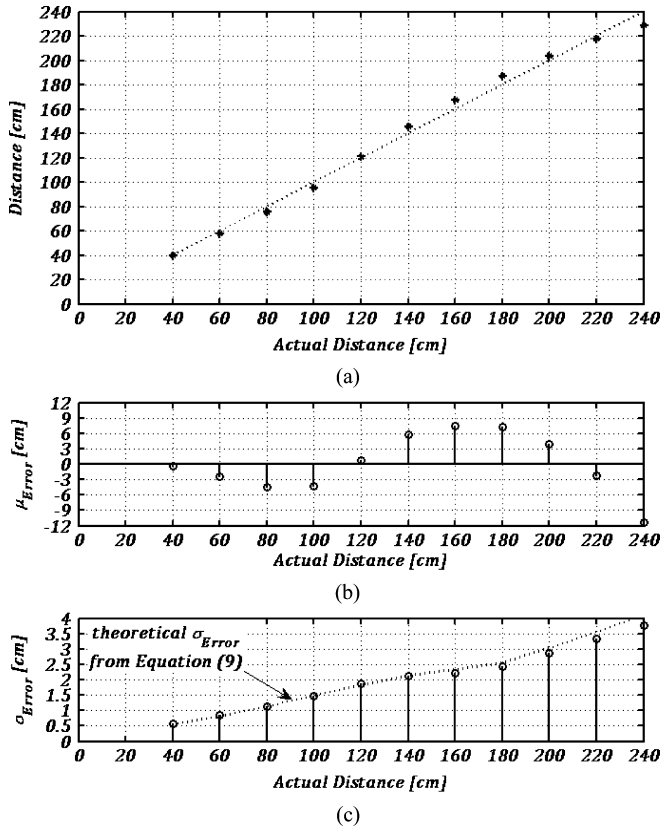 240
220
200
180
160
140
120
100
80
60
40
20
0
Distance [cm]
0 20 40 60 80 100 120 140 160 180 200 220 240
Actual Distance [cm]
(a)
12
9
6
3
0
-3
-6
-9
-12
μError [cm]
0 20 40 60 80 100 120 140 160 180 200 220 240
Actual Distance [cm]
(b)
4
3.5
3
2.5
2
1.5
1
0.5
0
σError [cm]
theoretical σError
from Equation (9)
0 20 40 60 80 100 120 140 160 180 200 220 240
Actual Distance [cm]
(c)